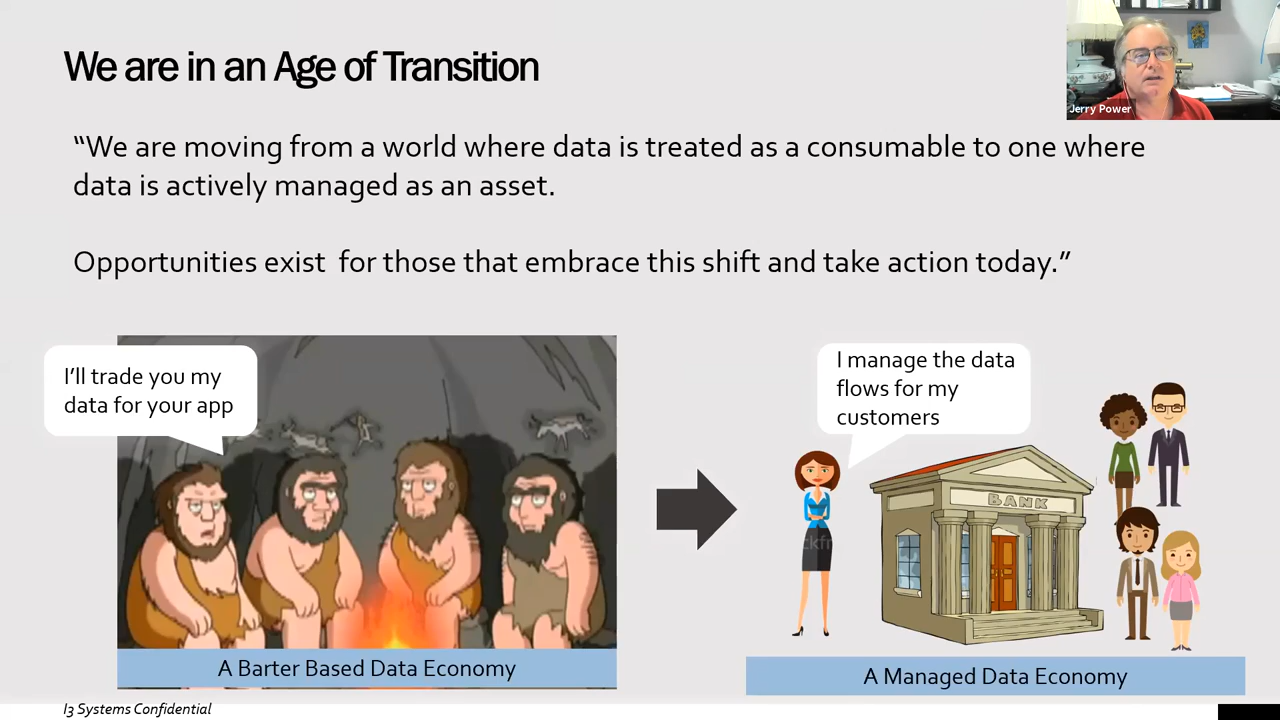 We are in an Age of Transition
Jerry Power
“We are moving from a world where data is treated as a consumable to one where
data is actively managed as an asset.
Opportunities exist  for those that embrace this shift and take action today.”
I’ll trade you my
data for your app
I manage the data
flows for my
customers
BANK
ckfr
A Barter Based Data Economy
A Managed Data Economy
I3 Systems Confidential